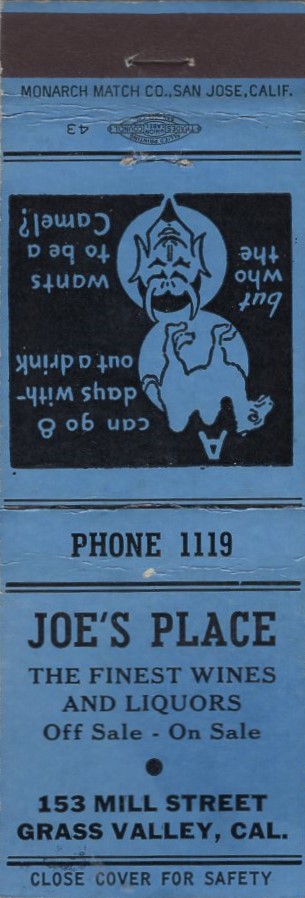 MONARCH MATCH CO., SAN JOSE, CALIF.
43
A
can go 8
days with-
out a drink
but
who
the
wants
to be a
Camel!?
PHONE 1119
JOE'S PLACE
THE FINEST WINES
AND LIQUORS
Off Sale - On Sale
153 MILL STREET
GRASS VALLEY, CAL.
CLOSE COVER FOR SAFETY